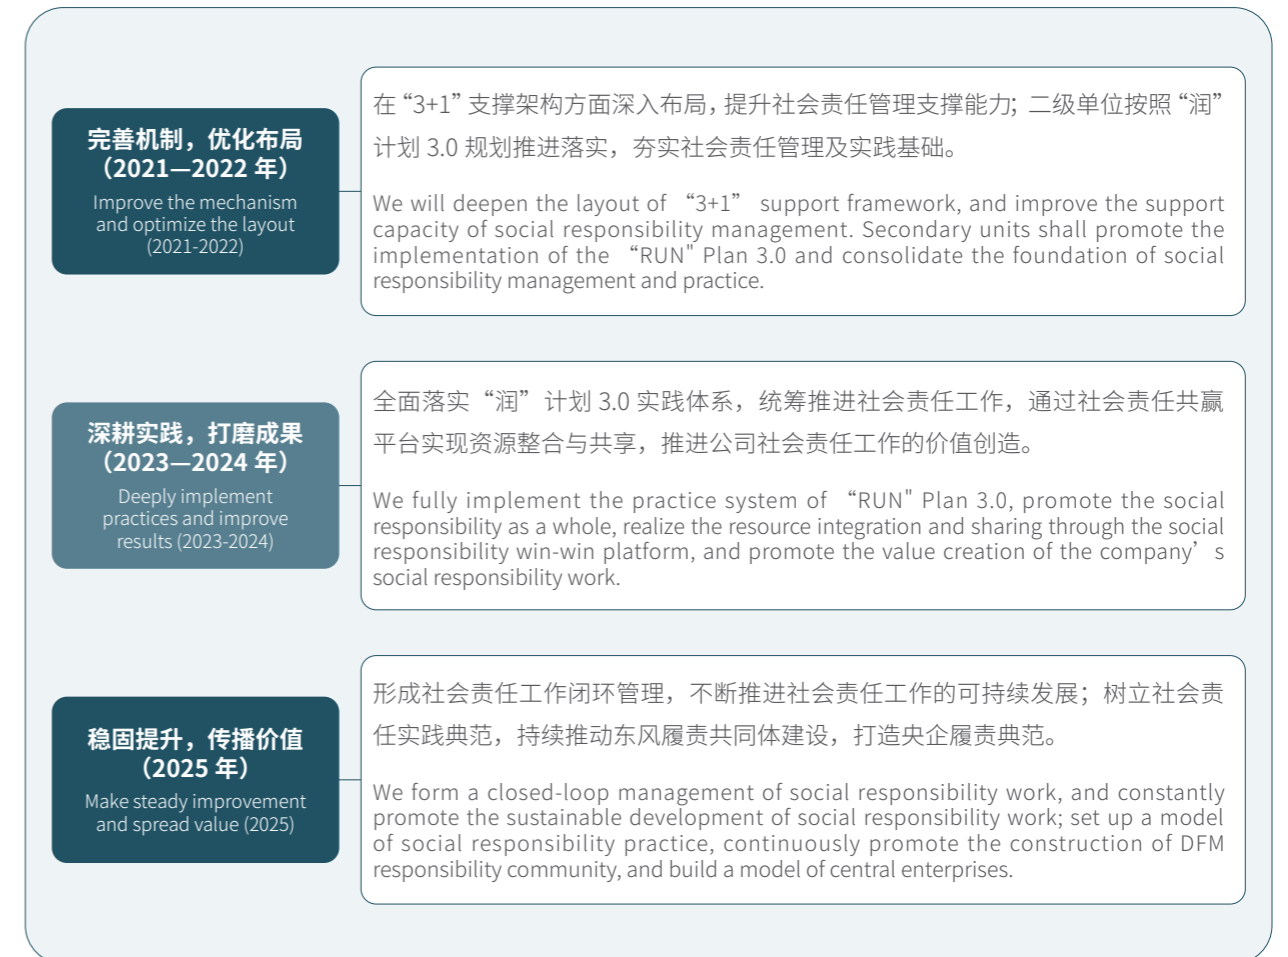 完善机制，优化布局
（2021—2022 年）
Improve the mechanism
and optimize the layout
(2021-2022)
在 “3+1” 支撑架构方面深入布局，提升社会责任管理支撑能力；二级单位按照 “润”
计划 3.0 规划推进落实，夯实社会责任管理及实践基础。
We will deepen the layout of “3+1” support framework, and improve the support
capacity of social responsibility management. Secondary units shall promote the
implementation of the “RUN" Plan 3.0 and consolidate the foundation of social
responsibility management and practice.
深耕实践，打磨成果
（2023—2024 年）
Deeply implement
practices and improve
results (2023-2024)
全面落实 “润” 计划 3.0 实践体系，统筹推进社会责任工作，通过社会责任共赢
平台实现资源整合与共享，推进公司社会责任工作的价值创造。
We fully implement the practice system of “RUN" Plan 3.0, promote the social
responsibility as a whole, realize the resource integration and sharing through the social
responsibility win-win platform, and promote the value creation of the company’s
social responsibility work.
稳固提升，传播价值
（2025 年）
Make steady improvement
and spread value (2025)
形成社会责任工作闭环管理，不断推进社会责任工作的可持续发展；树立社会责
任实践典范，持续推动东风履责共同体建设，打造央企履责典范。
We form a closed-loop management of social responsibility work, and constantly
promote the sustainable development of social responsibility work; set up a model
of social responsibility practice, continuously promote the construction of DFM
responsibility community, and build a model of central enterprises.